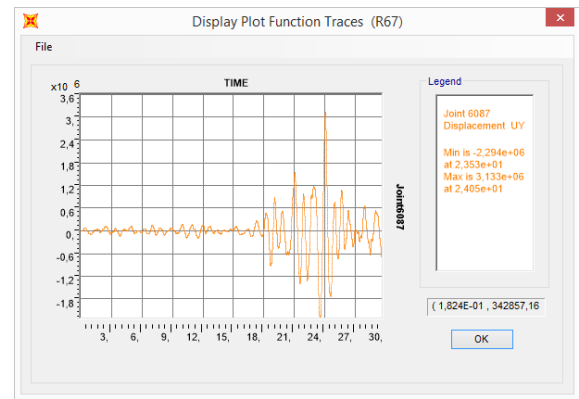 Display Plot Function Traces (R67)
×
File
x10 6
TIME
3,6
3,
2,4
1,8
1,2
0,6
0,
-0,6
-1,2
-1,8
3, 6, 9, 12, 15, 18, 21, 24, 27, 30,
Joint6087
Legend
Joint 6087
Displacement UY
Min is -2,294e+06
at 2,353e+01
Max is 3,133e+06
at 2,405e+01
( 1,824E-01 , 342857,16
OK